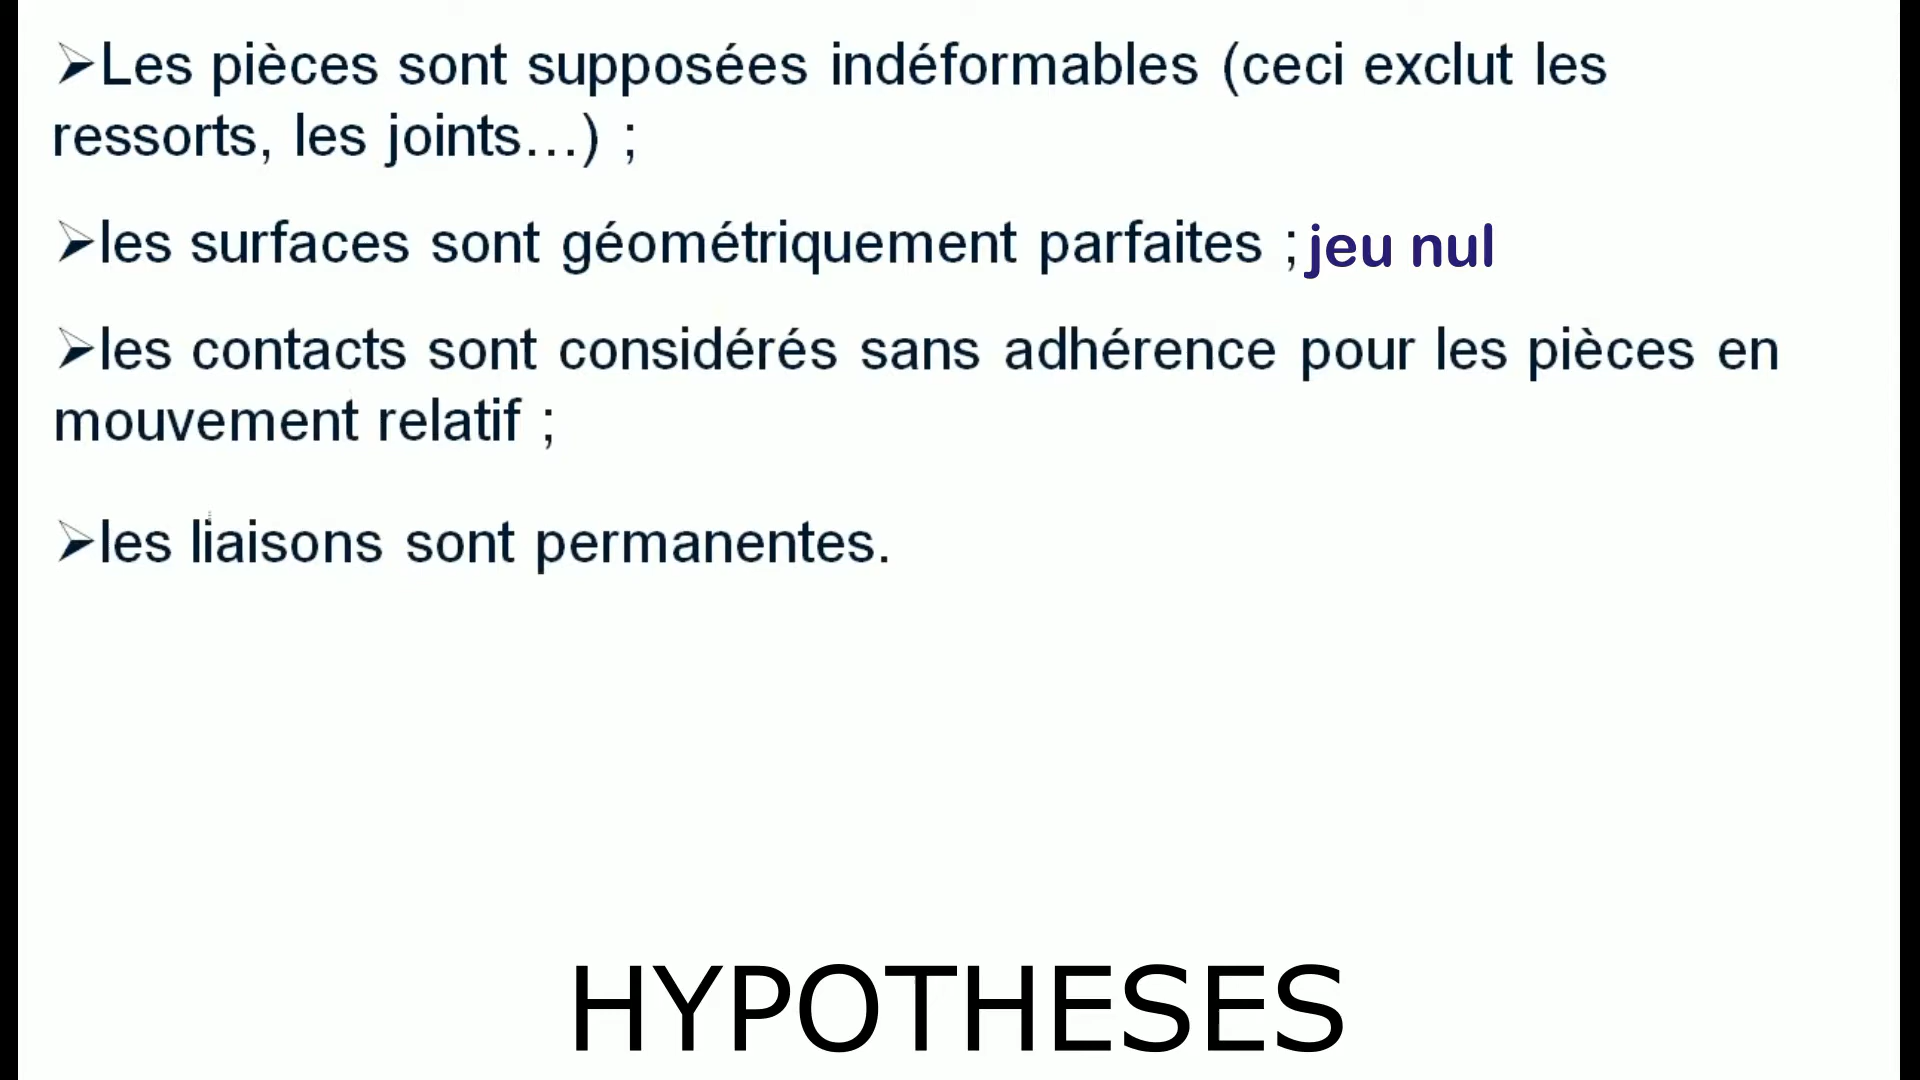 ➢Les pièces sont supposées indéformables (ceci exclut les
ressorts, les joints…) ;
➢les surfaces sont géométriquement parfaites ; jeu nul
➢les contacts sont considérés sans adhérence pour les pièces en
mouvement relatif ;
➢les liaisons sont permanentes.
HYPOTHESES